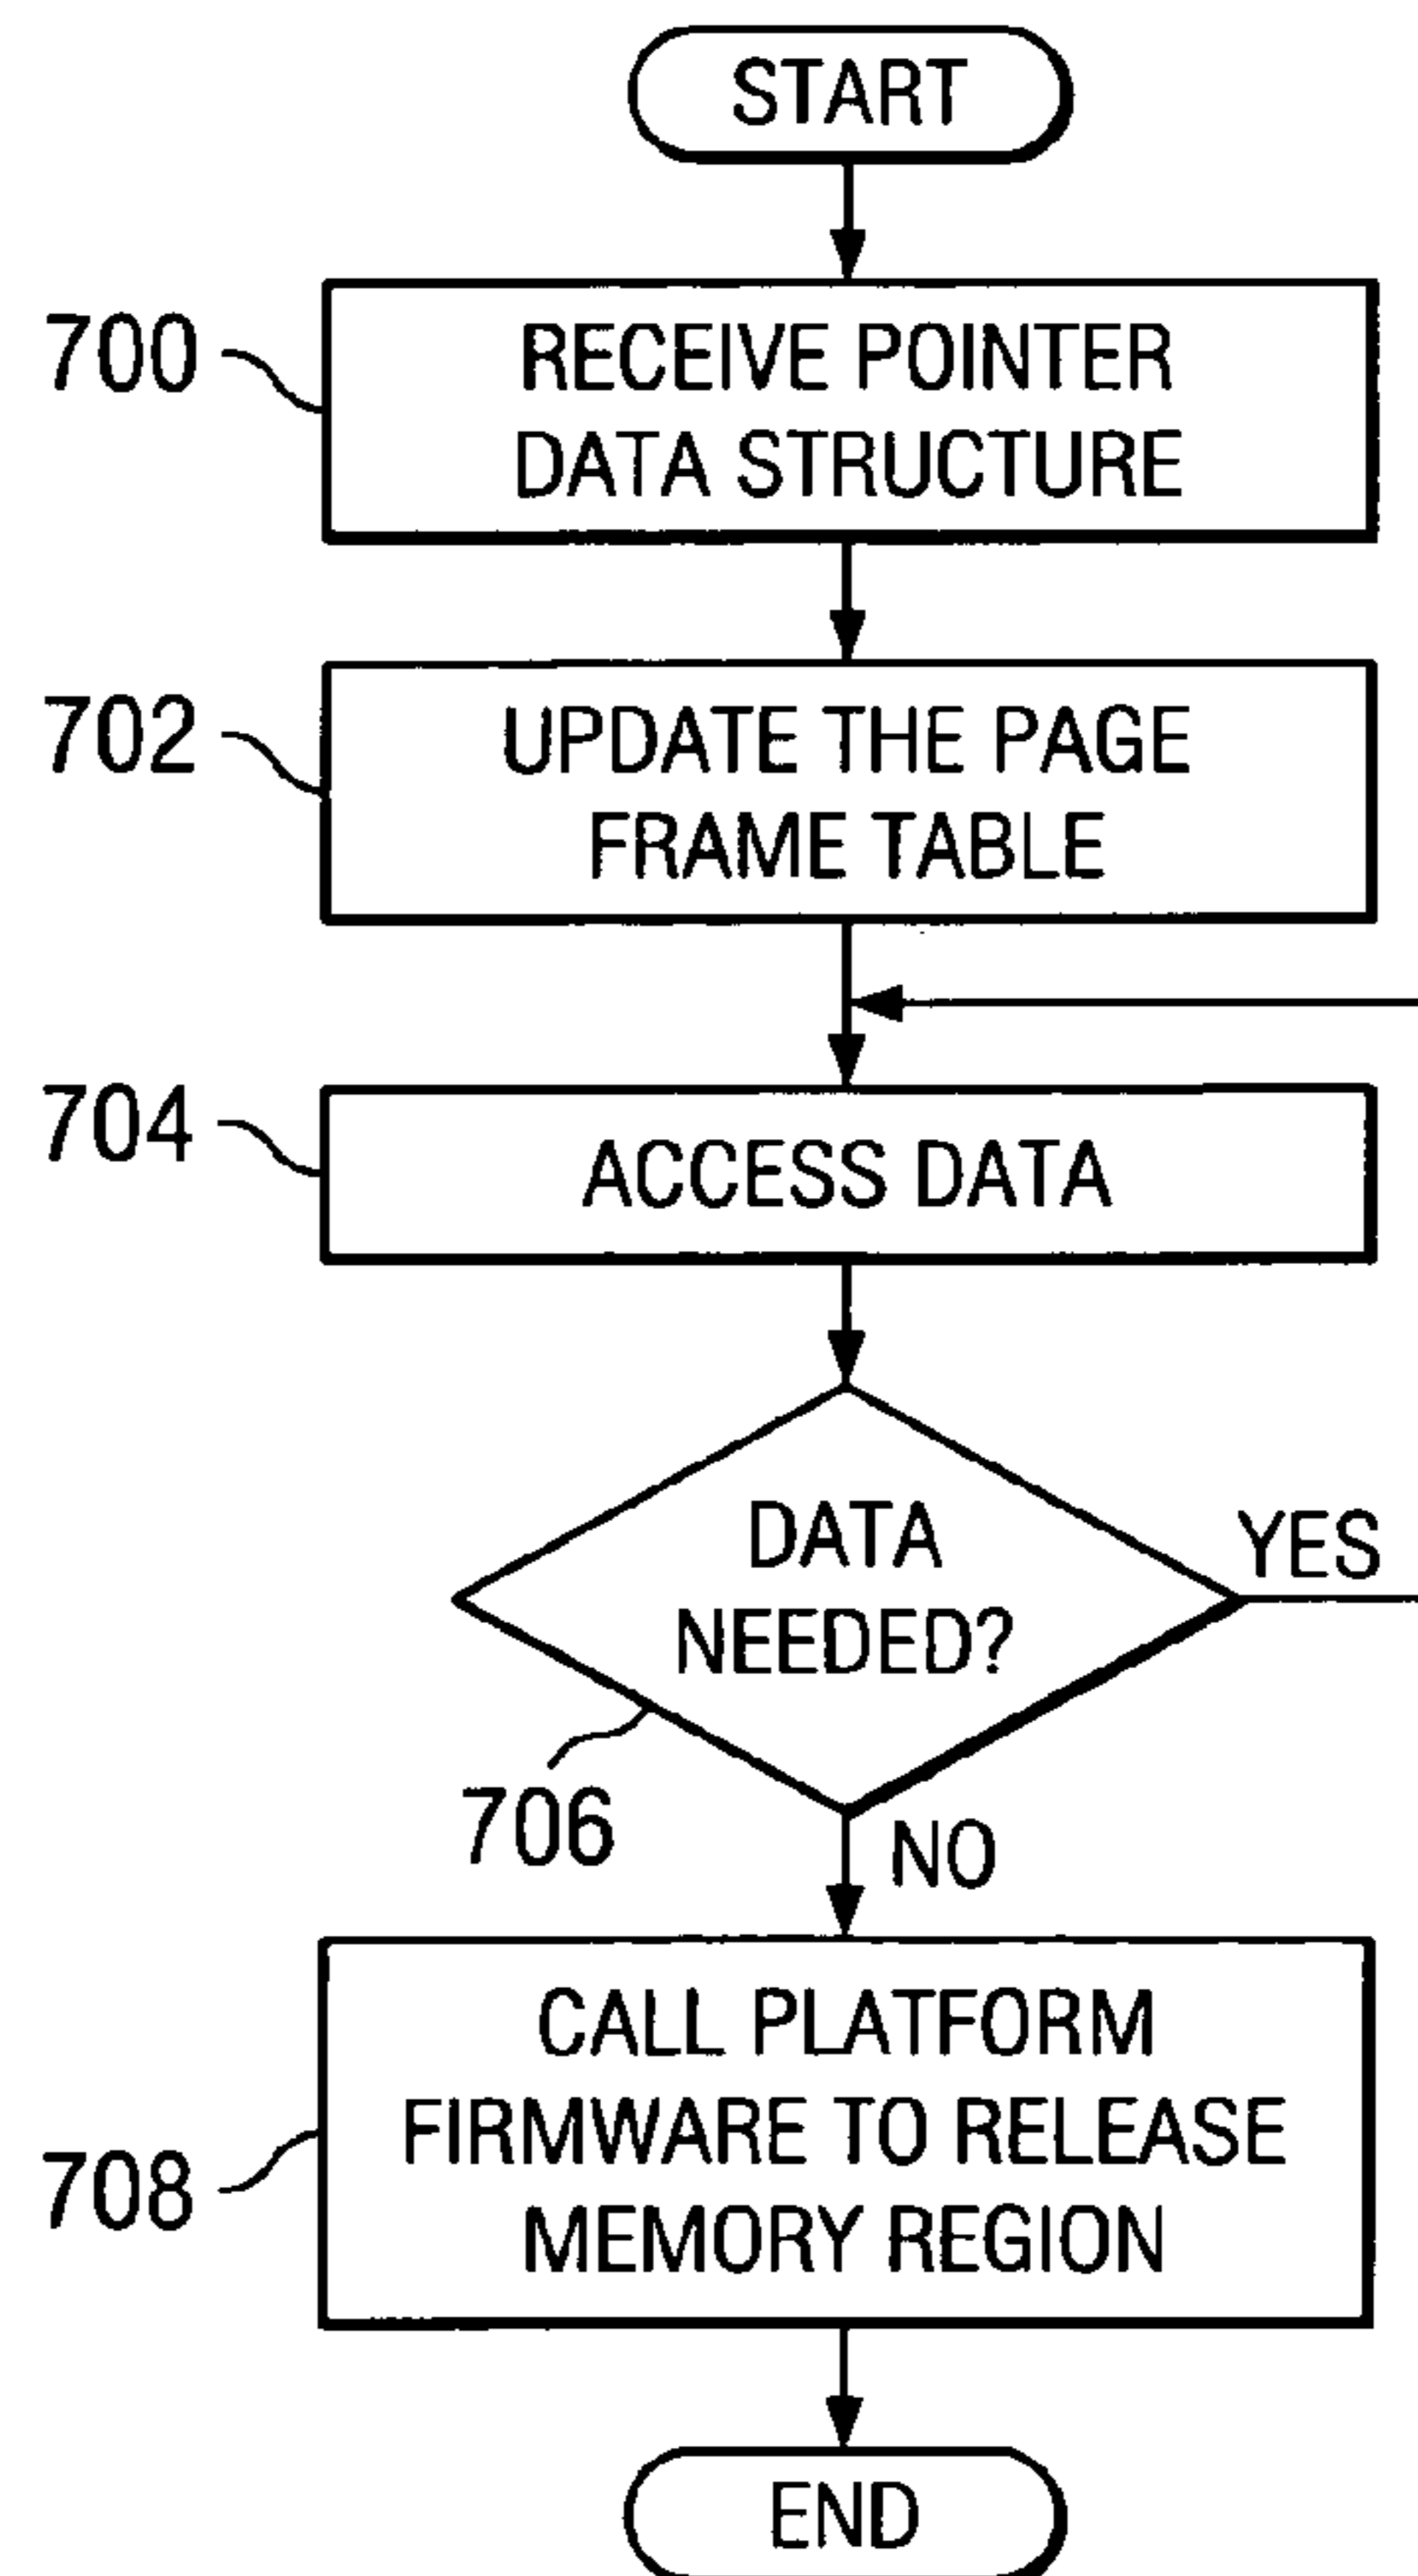 START
700
RECEIVE POINTER
DATA STRUCTURE
702
UPDATE THE PAGE
FRAME TABLE
704
ACCESS DATA
DATA
NEEDED?
YES
706
NO
CALL PLATFORM
FIRMWARE TO RELEASE
MEMORY REGION
708
END